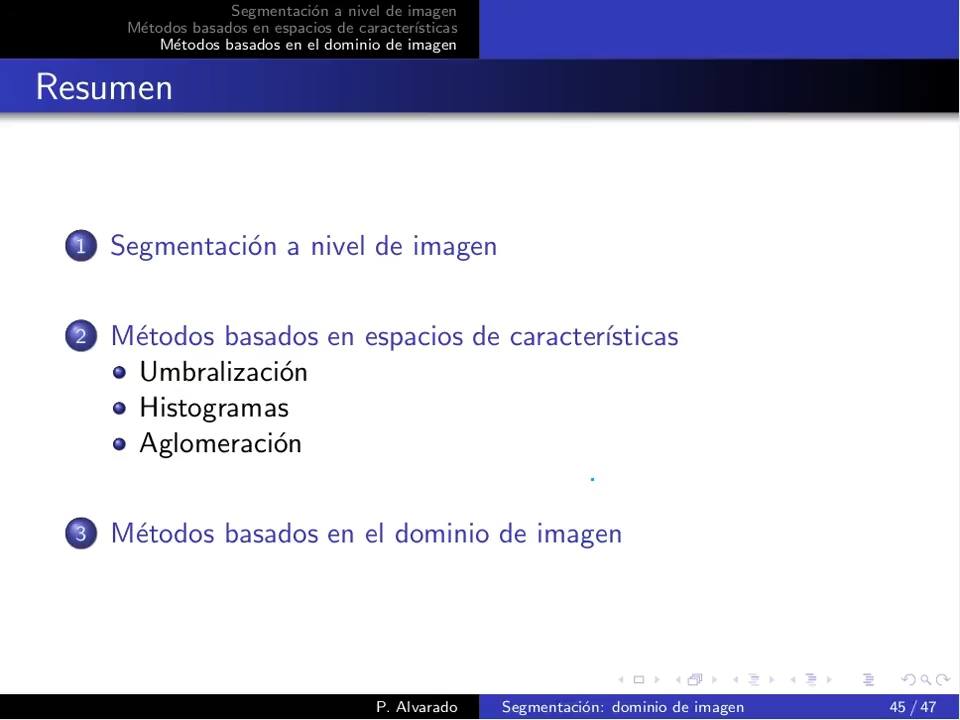 Segmentación a nivel de imagen
Métodos basados en espacios de características
Métodos basados en el dominio de imagen
Resumen
1 Segmentación a nivel de imagen
2 Métodos basados en espacios de características
Umbralización
Histogramas
Aglomeración
3 Métodos basados en el dominio de imagen
P. Alvarado Segmentación: dominio de imagen 45 / 47